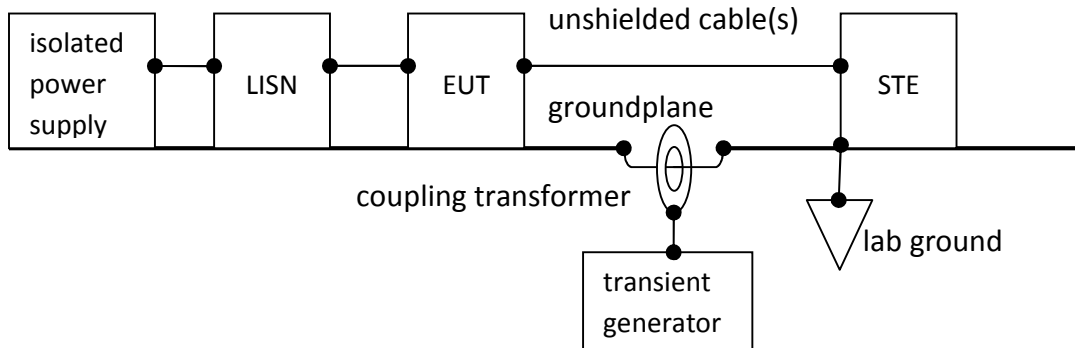 isolated
power
supply
LISN
EUT
unshielded cable(s)
STE
groundplane
coupling transformer
lab ground
transient
generator